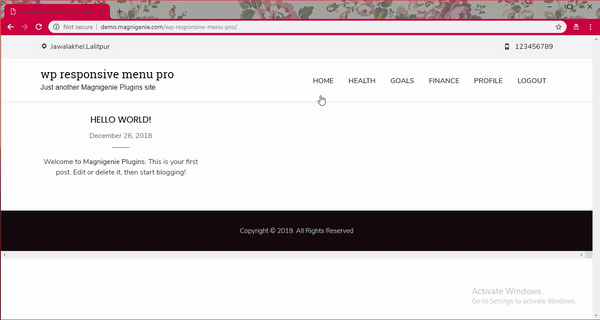 Not secure | demo.magnigenie.com/wp-responsive-menu-pro/
Jawalakhel,Lalitpur
123456789
wp responsive menu pro
Just another Magnigenie Plugins site
HOME HEALTH GOALS FINANCE PROFILE LOGOUT
HELLO WORLD!
December 26, 2018
Welcome to Magnigenie Plugins. This is your first
post. Edit or delete it, then start blogging!
Copyright © 2019. All Rights Reserved
Activate Windows
Go to Settings to activate Windows.